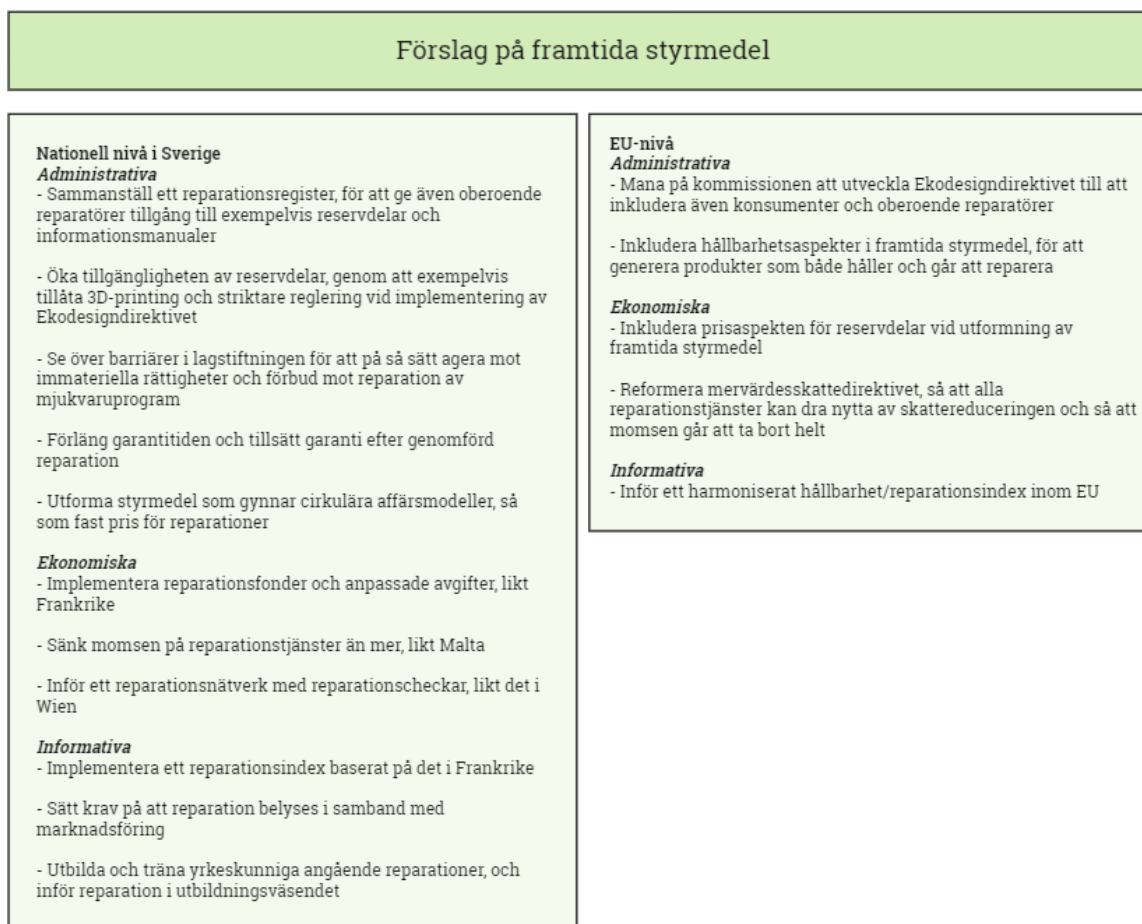 Förslag på framtida styrmedel
Nationell nivå i Sverige
Administrativa
- Sammanställ ett reparationsregister, för att ge även oberoende
reparatörer tillgång till exempelvis reservdelar och
informationsmanualer
- Öka tillgängligheten av reservdelar, genom att exempelvis
tillåta 3D-printing och striktare reglering vid implementering av
Ekodesigndirektivet
- Se över barriärer i lagstiftningen för att på så sätt agera mot
immateriella rättigheter och förbud mot reparation av
mjukvaruprogram
- Förläng garantitiden och tillsätt garanti efter genomförd
reparation
- Utforma styrmedel som gynnar cirkulära affärsmodeller, så
som fast pris för reparationer
Ekonomiska
- Implementera reparationsfonder och anpassade avgifter, likt
Frankrike
- Sänk momsen på reparationstjänster än mer, likt Malta
- Inför ett reparationsnätverk med reparationscheckar, likt det i
Wien
Informativa
- Implementera ett reparationsindex baserat på det i Frankrike
- Sätt krav på att reparation belyses i samband med
marknadsföring
- Utbilda och träna yrkeskunniga angående reparationer, och
inför reparation i utbildningsväsendet
EU-nivå
Administrativa
- Mana på kommissionen att utveckla Ekodesigndirektivet till att
inkludera även konsumenter och oberoende reparatörer
- Inkludera hållbarhetsaspekter i framtida styrmedel, för att
generera produkter som både håller och går att reparera
Ekonomiska
- Inkludera prisaspekten för reservdelar vid utformning av
framtida styrmedel
- Reformera mervärdesskattedirektivet, så att alla
reparationstjänster kan dra nytta av skattereduceringen och så att
momsen går att ta bort helt
Informativa
- Inför ett harmoniserat hållbarhet/reparationsindex inom EU